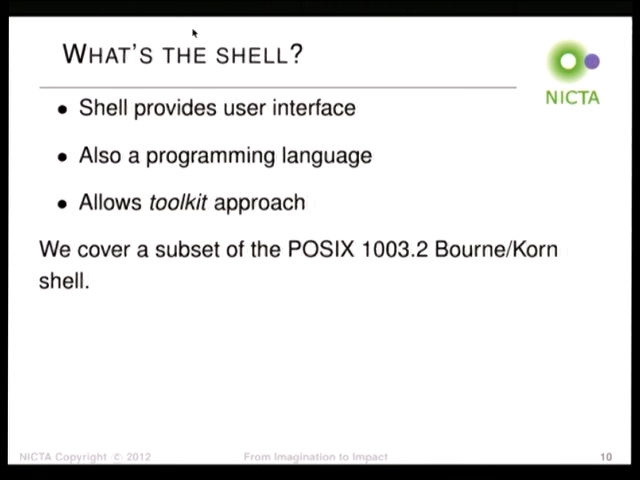 WHAT'S THE SHELL?
NICTA
• Shell provides user interface
• Also a programming language
• Allows toolkit approach
We cover a subset of the POSIX 1003.2 Bourne/Korn
shell.
NICTA Copyright © 2012 From Imagination to Impact 10